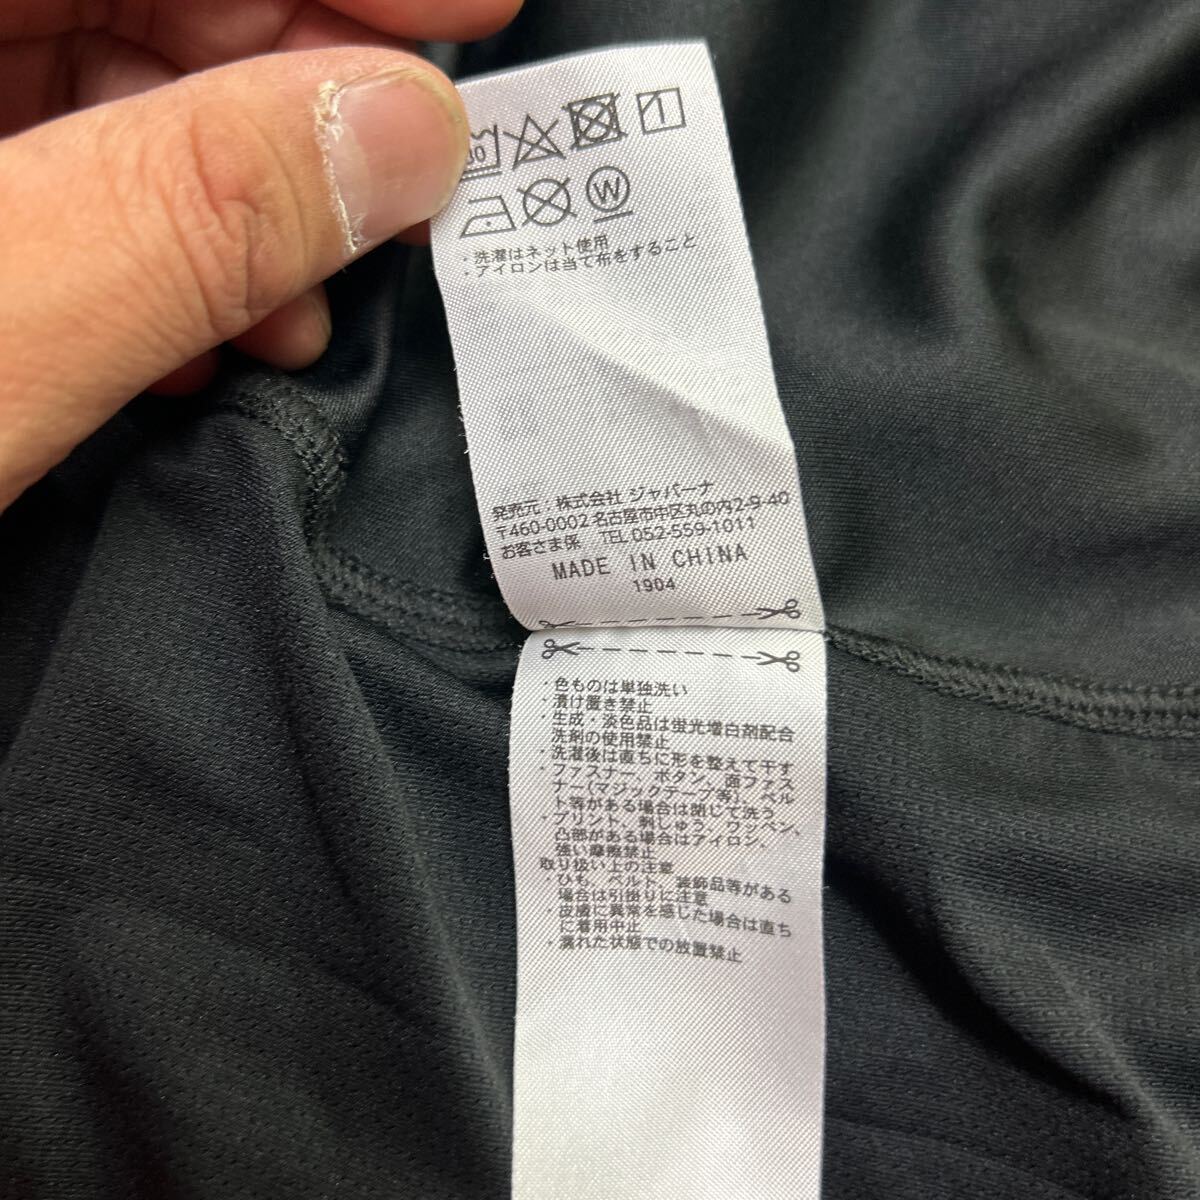 W
・洗濯はネット使用
・アイロンは当て布をすること
発売元：株式会社 ジャパーナ
〒460-0002 名古屋市中区丸の内2-9-40
お客さま係 TEL 052-559-1011
MADE IN CHINA
1904
・色ものは単独洗い
・漬け置き禁止
・生成・淡色品は蛍光増白剤配合
洗剤の使用禁止
・洗濯後は直ちに形を整えて干す
・ファスナー、ボタン、面ファス
ナー(マジックテープ等)、ベル
ト等がある場合は閉じて洗う
・プリント、刺しゅう、ワッペン、
凸部がある場合はアイロン、
強い摩擦禁止
取り扱い上の注意
・ひも、ベルト、装飾品等がある
場合は引掛りに注意
・皮膚に異常を感じた場合は直ち
に着用中止
・濡れた状態での放置禁止